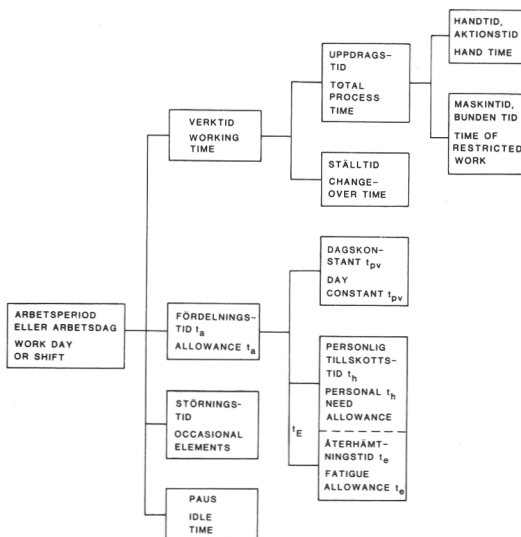 HANDTID,
AKTIONSTID
HAND TIME
UPPDRAGS-
TID
TOTAL
PROCESS
TIME
MASKINTID,
BUNDEN TID
TIME OF
RESTRICTED
WORK
VERKTID
WORKING
TIME
STÄLLTID
CHANGE-
OVER TIME
DAGSKON-
STANT tpv
DAY
CONSTANT tpv
ARBETSPERIOD
ELLER ARBETSDAG
WORK DAY
OR SHIFT
FÖRDELNINGS-
TID ta
ALLOWANCE ta
PERSONLIG
TILLSKOTTS-
TID th
PERSONAL th
NEED
ALLOWANCE
STÖRNINGS-
TID
OCCASIONAL
ELEMENTS
tE
ÅTERHÄMT-
NINGSTID te
FATIGUE
ALLOWANCE te
PAUS
IDLE
TIME